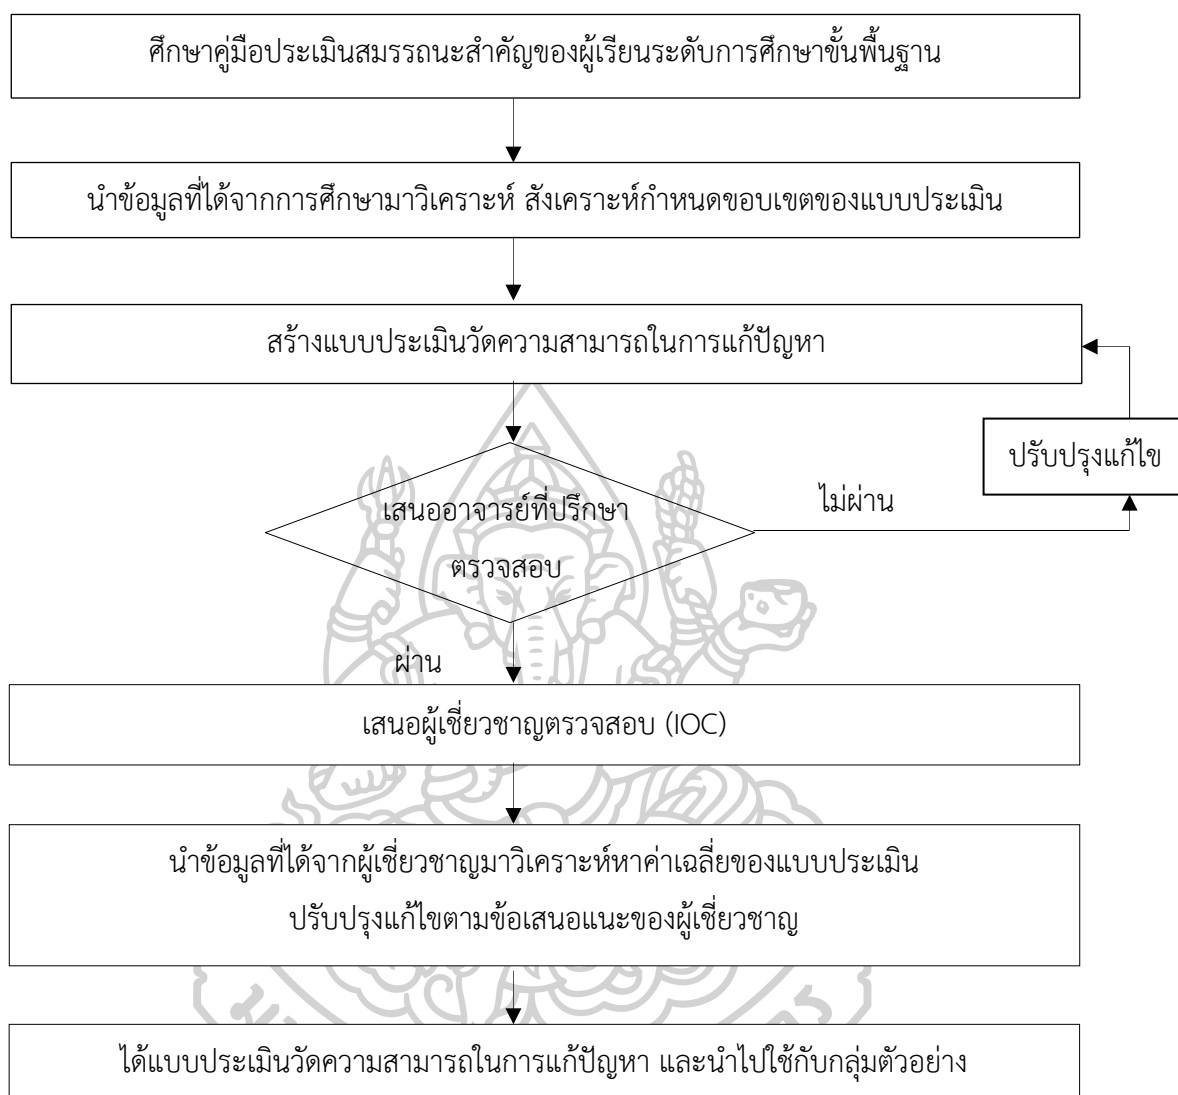 ศึกษาคู่มือประเมินสมรรถนะสำคัญของผู้เรียนระดับการศึกษาขั้นพื้นฐาน
นำข้อมูลที่ได้จากการศึกษามาวิเคราะห์ สังเคราะห์กำหนดขอบเขตของแบบประเมิน
สร้างแบบประเมินวัดความสามารถในการแก้ปัญหา
ปรับปรุงแก้ไข
ไม่ผ่าน
เสนออาจารย์ที่ปรึกษา
ตรวจสอบ
ผ่าน
เสนอผู้เชี่ยวชาญตรวจสอบ (IOC)
นำข้อมูลที่ได้จากผู้เชี่ยวชาญมาวิเคราะห์หาค่าเฉลี่ยของแบบประเมิน
ปรับปรุงแก้ไขตามข้อเสนอแนะของผู้เชี่ยวชาญ
ได้แบบประเมินวัดความสามารถในการแก้ปัญหา และนำไปใช้กับกลุ่มตัวอย่าง